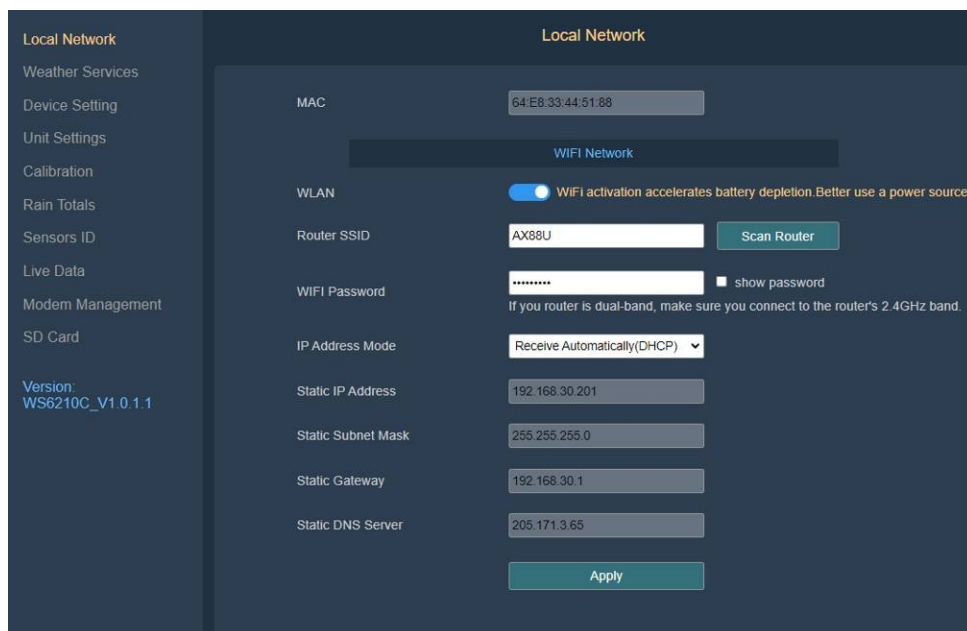 Local Network
Weather Services
Device Setting
Unit Settings
Calibration
Rain Totals
Sensors ID
Live Data
Modem Management
SD Card
Version:
WS6210C_V1.0.1.1
Local Network
MAC 64:E8:33:44:51:88
WIFI Network
WLAN WiFi activation accelerates battery depletion.Better use a power source
Router SSID AX88U Scan Router
WIFI Password ••••••••• show password
If you router is dual-band, make sure you connect to the router's 2.4GHz band.
IP Address Mode Receive Automatically(DHCP)
Static IP Address 192.168.30.201
Static Subnet Mask 255.255.255.0
Static Gateway 192.168.30.1
Static DNS Server 205.171.3.65
Apply